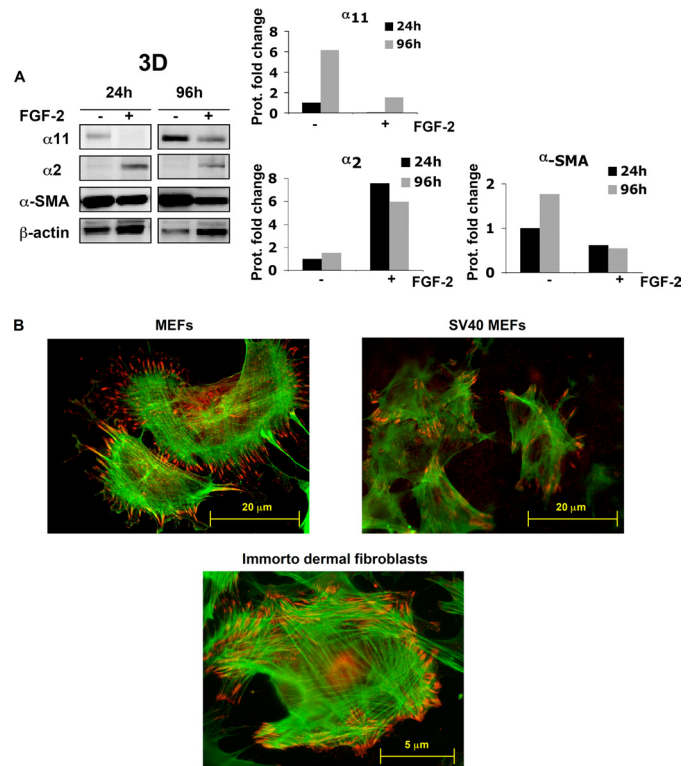 A
3D
24h 96h
FGF-2 - + - +
α11
α2
α-SMA
β-actin
α11
24h
96h
Prot. fold change
8
6
4
2
0
- + FGF-2
α2
24h
96h
Prot. fold change
8
6
4
2
0
- + FGF-2
α-SMA
24h
96h
Prot. fold change
2
1
0
- + FGF-2
B
MEFs
20 μm
SV40 MEFs
20 μm
Immorto dermal fibroblasts
5 μm